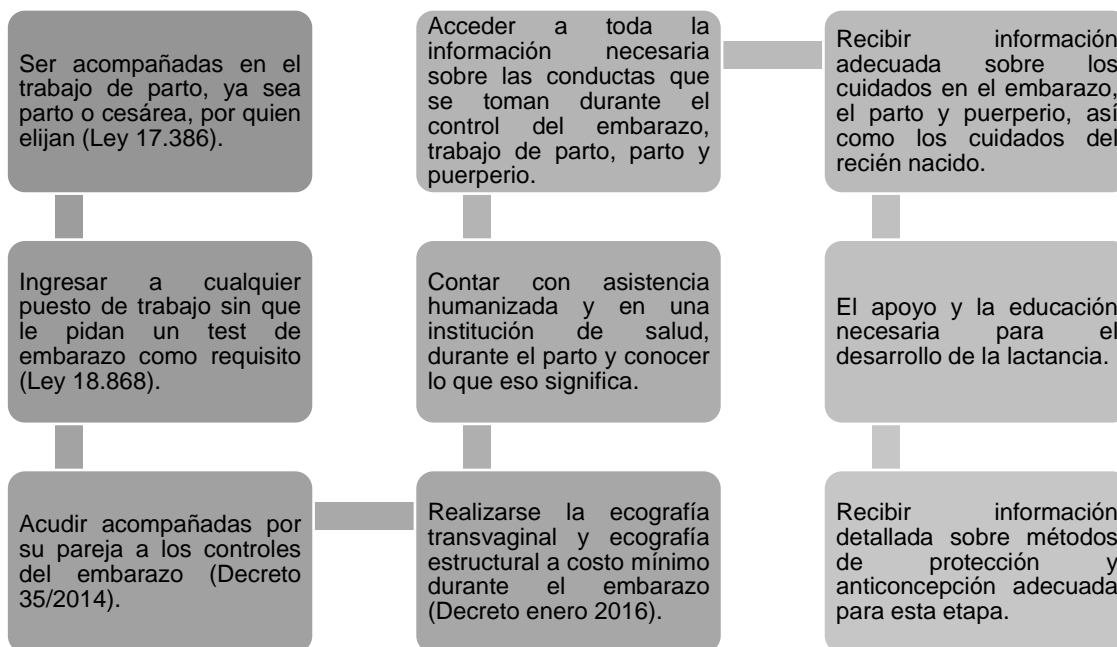 Ser acompañadas en el
trabajo de parto, ya sea
parto o cesárea, por quien
elijan (Ley 17.386).
Ingresar a cualquier
puesto de trabajo sin que
le pidan un test de
embarazo como requisito
(Ley 18.868).
Acudir acompañadas por
su pareja a los controles
del embarazo (Decreto
35/2014).
Realizarse la ecografía
transvaginal y ecografía
estructural a costo mínimo
durante el embarazo
(Decreto enero 2016).
Contar con asistencia
humanizada y en una
institución de salud,
durante el parto y conocer
lo que eso significa.
Acceder a toda la
información necesaria
sobre las conductas que
se toman durante el
control del embarazo,
trabajo de parto, parto y
puerperio.
Recibir información
adecuada sobre los
cuidados en el embarazo,
el parto y puerperio, así
como los cuidados del
recién nacido.
El apoyo y la educación
necesaria para el
desarrollo de la lactancia.
Recibir información
detallada sobre métodos
de protección y
anticoncepción adecuada
para esta etapa.